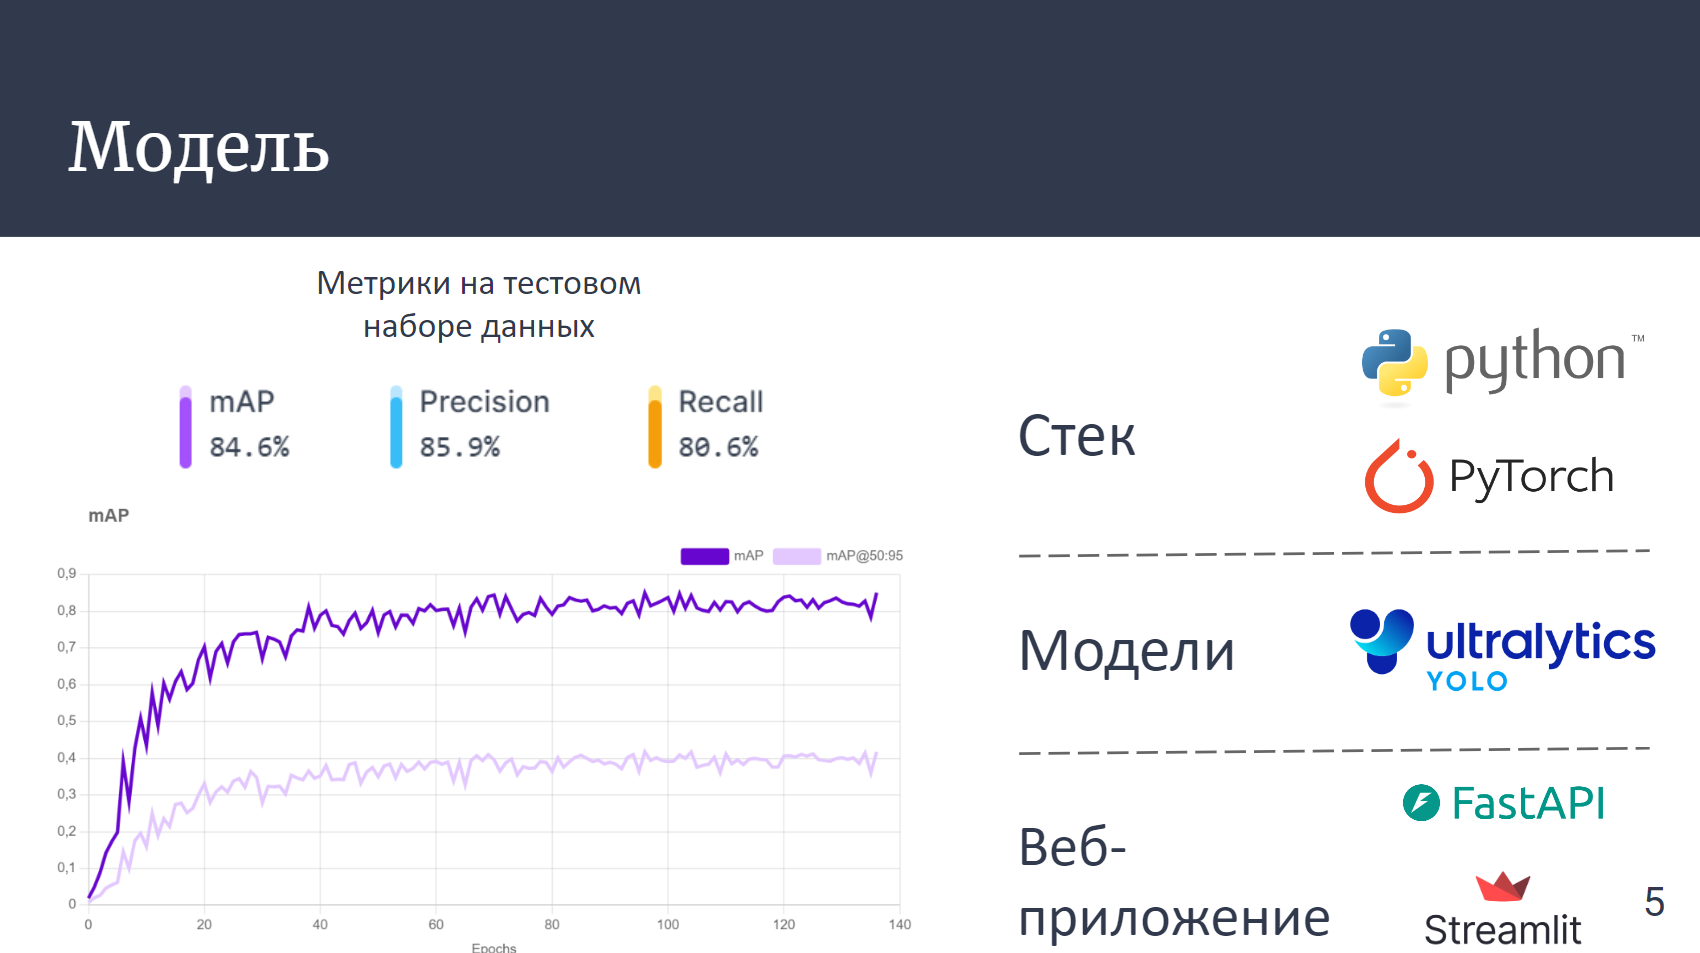 Модель
Метрики на тестовом
наборе данных
mAP
84.6%
Precision
85.9%
Recall
80.6%
mAP
mAP
mAP@50:95
0,9
0,8
0,7
0,6
0,5
0,4
0,3
0,2
0,1
0
0 20 40 60 80 100 120 140
Epochs
Стек
python™
PyTorch
Модели
ultralytics
YOLO
Веб-
приложение
FastAPI
Streamlit
5